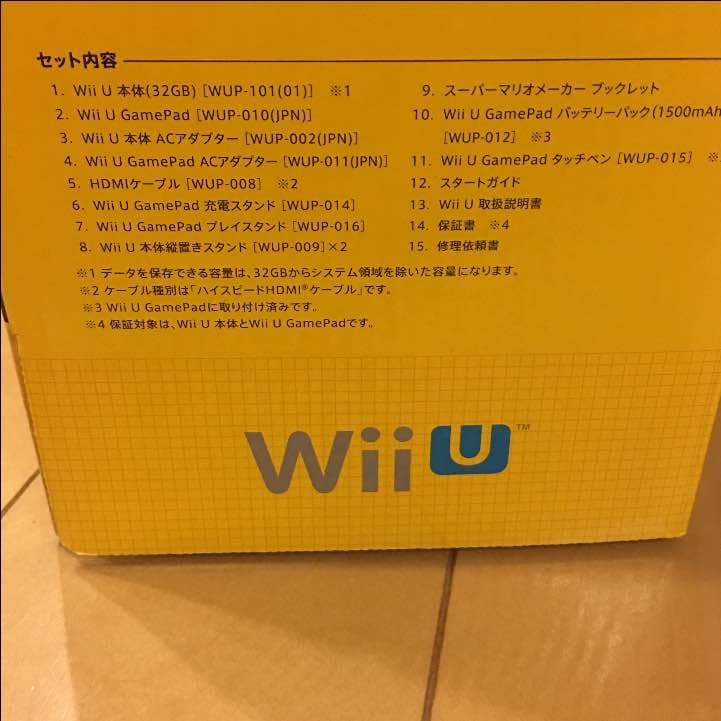 セット内容
1. Wii U 本体(32GB) [WUP-101(01)] ※1
2. Wii U GamePad [WUP-010(JPN)]
3. Wii U 本体 ACアダプター [WUP-002(JPN)]
4. Wii U GamePad ACアダプター [WUP-011(JPN)]
5. HDMIケーブル [WUP-008] ※2
6. Wii U GamePad 充電スタンド [WUP-014]
7. Wii U GamePad プレイスタンド [WUP-016]
8. Wii U 本体縦置きスタンド [WUP-009]×2
9. スーパーマリオメーカー ブックレット
10. Wii U GamePad バッテリーパック(1500mAh
[WUP-012] ※3
11. Wii U GamePad タッチペン [WUP-015] ※
12. スタートガイド
13. Wii U 取扱説明書
14. 保証書 ※4
15. 修理依頼書
※1 データを保存できる容量は、32GBからシステム領域を除いた容量になります。
※2 ケーブル種別は「ハイスピードHDMI®ケーブル」です。
※3 Wii U GamePadに取り付け済みです。
※4 保証対象は、Wii U 本体とWii U GamePadです。
Wii U™